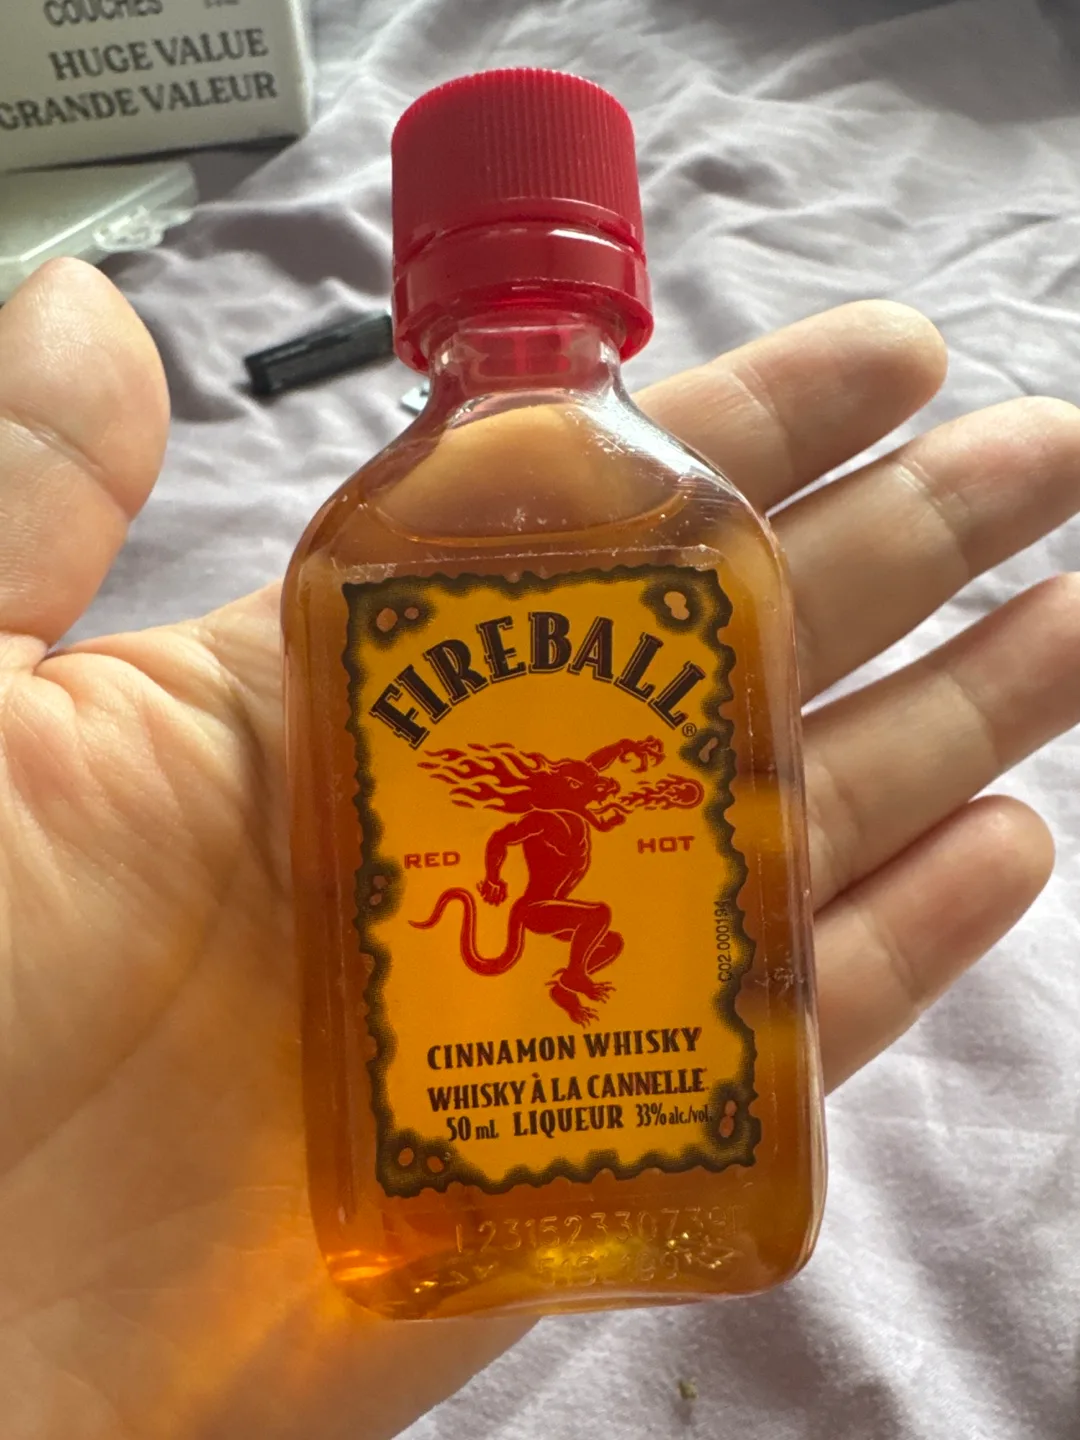 COUCHES
HUGE VALUE
GRANDE VALEUR
FIREBALL®
RED HOT
C02.000194
CINNAMON WHISKY
WHISKY À LA CANNELLE
50 mL LIQUEUR 33% alc./vol.